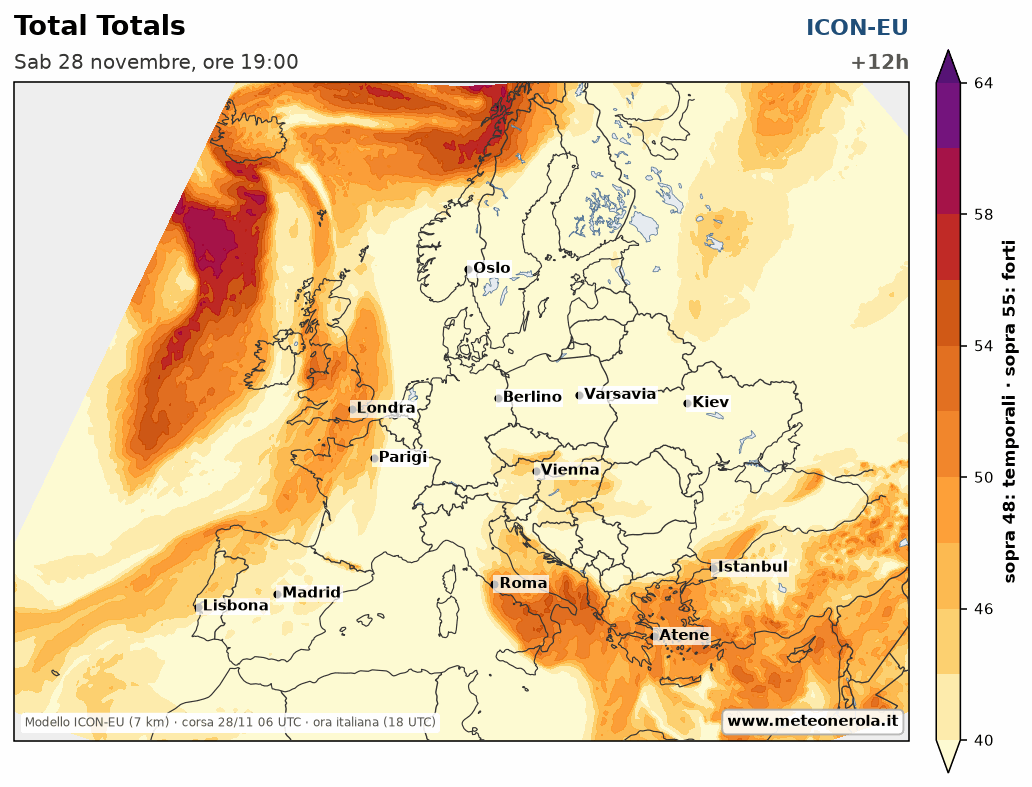 Total Totals
ICON-EU
Sab 28 novembre, ore 19:00
+12h
64
58
54
50
46
40
sopra 48: temporali · sopra 55: forti
Oslo
Berlino
Varsavia
Kiev
Londra
Parigi
Vienna
Istanbul
Roma
Madrid
Lisbona
Atene
Modello ICON-EU (7 km) · corsa 28/11 06 UTC · ora italiana (18 UTC)
www.meteonerola.it